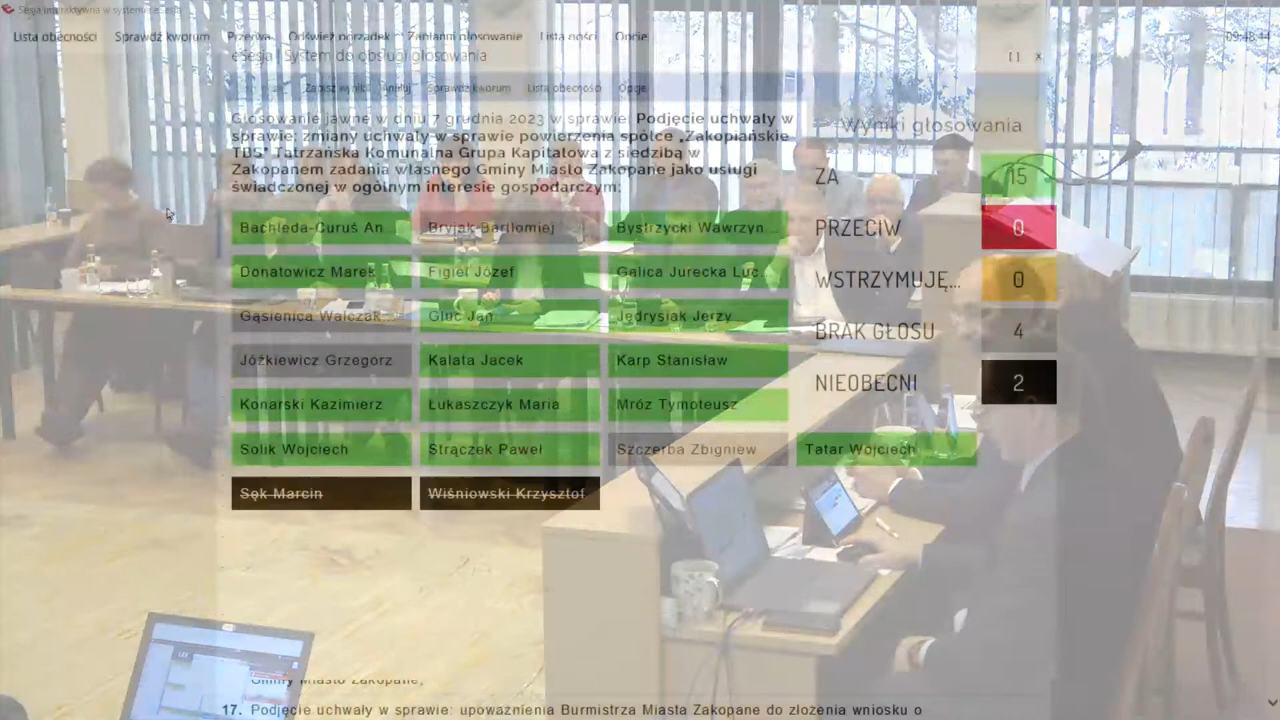 Sesja interaktywna w systemie eSesja
Lista obecności Sprawdź kworum Przerwa Odśwież porządek Zaplanuj głosowanie Lista gości Opcje 09:48:44
eSesja | System do obsługi głosowania [ ] x
Zapisz wyniki Anuluj Sprawdź kworum Lista obecności Opcje
Głosowanie jawne w dniu 7 grudnia 2023 w sprawie: Podjęcie uchwały w
sprawie: zmiany uchwały w sprawie powierzenia spółce „Zakopiańskie
TBS" Tatrzańska Komunalna Grupa Kapitałowa z siedzibą w
Zakopanem zadania własnego Gminy Miasto Zakopane jako usługi
świadczonej w ogólnym interesie gospodarczym;
Wyniki głosowania
ZA 15
PRZECIW 0
WSTRZYMUJĘ... 0
BRAK GŁOSU 4
NIEOBECNI 2
Bachleda-Curuś An... Bryjak Bartłomiej Bystrzycki Wawrzyn...
Donatowicz Marek Figiel Józef Galica Jurecka Luc...
Gąsienica Walczak... Gluc Jan Jędrysiak Jerzy
Jóźkiewicz Grzegorz Kalata Jacek Karp Stanisław
Konarski Kazimierz Łukaszczyk Maria Mróz Tymoteusz
Solik Wojciech Strączek Paweł Szczerba Zbigniew Tatar Wojciech
Sęk Marcin Wiśniowski Krzysztof
Gminy Miasto Zakopane;
17. Podjęcie uchwały w sprawie: upoważnienia Burmistrza Miasta Zakopane do złożenia wniosku o